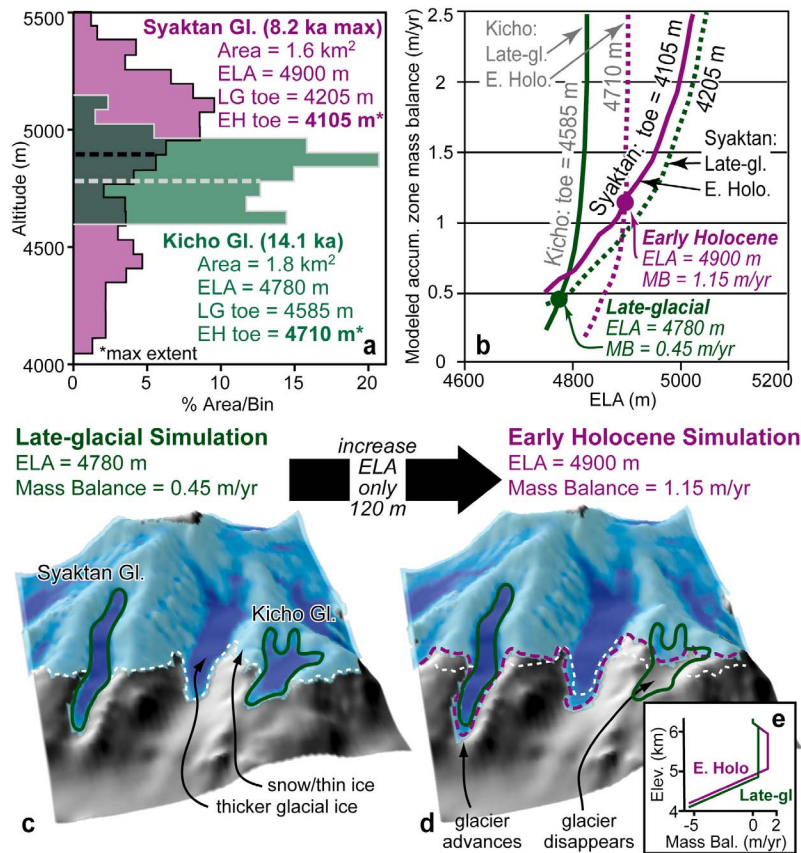 5500
5000
4500
4000
Altitude (m)
Syaktan Gl. (8.2 ka max)
Area = 1.6 km²
ELA = 4900 m
LG toe = 4205 m
EH toe = 4105 m*
Kicho Gl. (14.1 ka)
Area = 1.8 km²
ELA = 4780 m
LG toe = 4585 m
EH toe = 4710 m*
*max extent
a
0
5
10
15
20
% Area/Bin
2.5
2
1.5
1
0.5
0
Modeled accum. zone mass balance (m/yr)
Kicho:
Late-gl.
E. Holo.
Kicho: toe = 4585 m
4710 m
Syaktan: toe = 4105 m
4205 m
Syaktan:
Late-gl.
E. Holo.
Early Holocene
ELA = 4900 m
MB = 1.15 m/yr
Late-glacial
ELA = 4780 m
MB = 0.45 m/yr
b
4600
4800
5000
5200
ELA (m)
Late-glacial Simulation
ELA = 4780 m
Mass Balance = 0.45 m/yr
increase
ELA
only
120 m
Early Holocene Simulation
ELA = 4900 m
Mass Balance = 1.15 m/yr
Syaktan Gl.
Kicho Gl.
snow/thin ice
thicker glacial ice
c
d
glacier
advances
glacier
disappears
e
Elev. (km)
6
5
4
E. Holo
Late-gl
-5
0
2
Mass Bal. (m/yr)